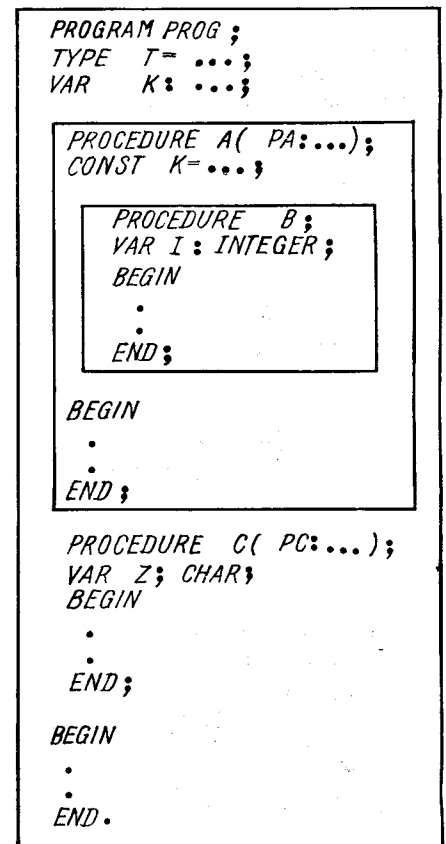 PROGRAM PROG;
TYPE T= ...;
VAR K: ...;
PROCEDURE A( PA:...);
CONST K=...;
PROCEDURE B;
VAR I: INTEGER;
BEGIN
.
.
END;
BEGIN
.
.
END;
PROCEDURE C( PC:...);
VAR Z; CHAR;
BEGIN
.
.
END;
BEGIN
.
.
END.